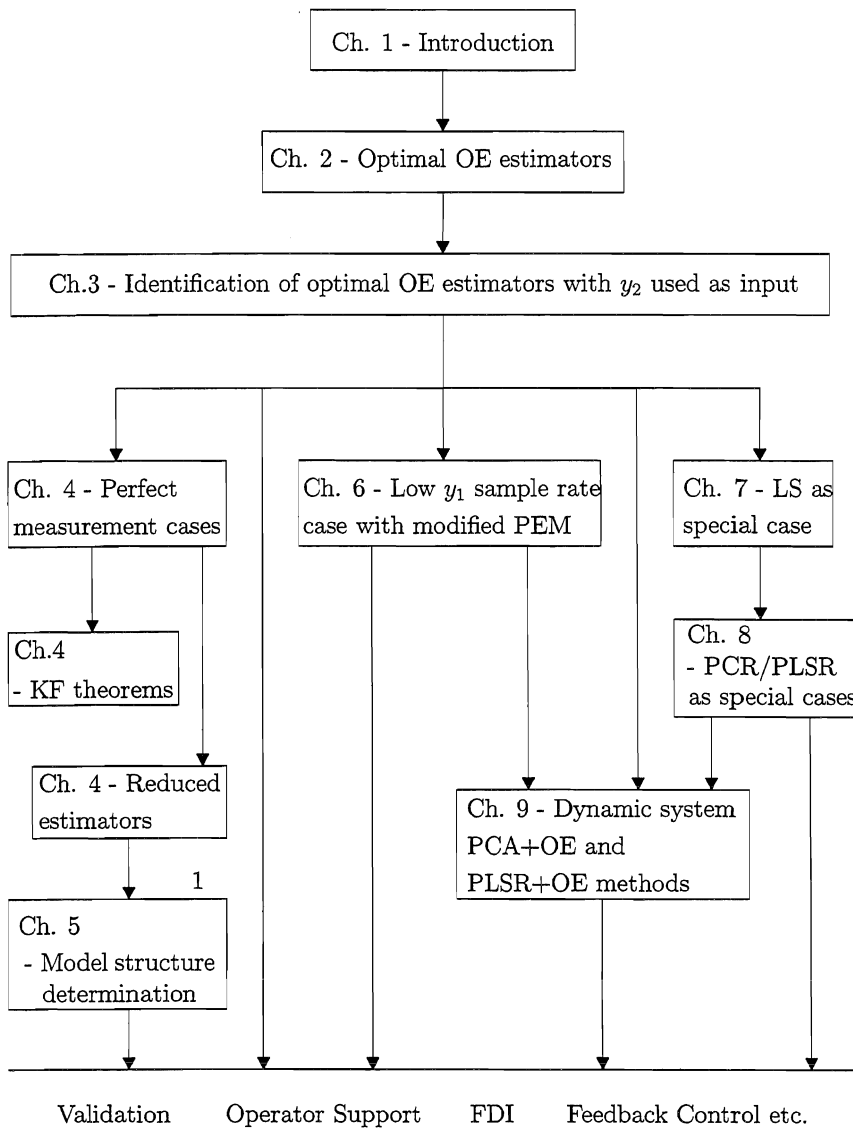 Ch. 1 - Introduction
Ch. 2 - Optimal OE estimators
Ch.3 - Identification of optimal OE estimators with y₂ used as input
Ch. 4 - Perfect
measurement cases
Ch. 6 - Low y₁ sample rate
case with modified PEM
Ch. 7 - LS as
special case
Ch.4
- KF theorems
Ch. 8
- PCR/PLSR
as special cases
Ch. 4 - Reduced
estimators
Ch. 9 - Dynamic system
PCA+OE and
PLSR+OE methods
1
Ch. 5
- Model structure
determination
Validation Operator Support FDI Feedback Control etc.